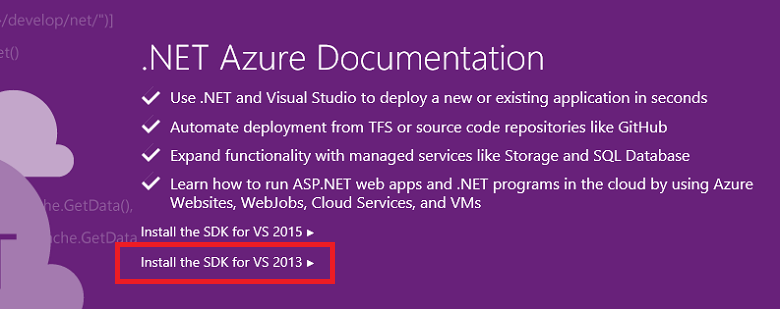 >/develop/net/")]
et()
.NET Azure Documentation
Use .NET and Visual Studio to deploy a new or existing application in seconds
Automate deployment from TFS or source code repositories like GitHub
Expand functionality with managed services like Storage and SQL Database
Learn how to run ASP.NET web apps and .NET programs in the cloud by using Azure
Websites, WebJobs, Cloud Services, and VMs
che.GetData(),
ache.GetData
Install the SDK for VS 2015 ▸
Install the SDK for VS 2013 ▸